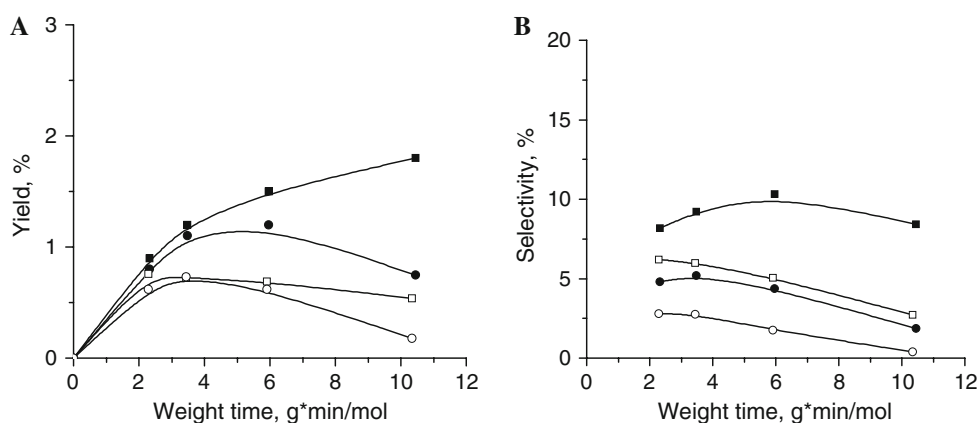 A
Yield, %
3
2
1
0
0 2 4 6 8 10 12
Weight time, g*min/mol
B
Selectivity, %
20
15
10
5
0
0 2 4 6 8 10 12
Weight time, g*min/mol